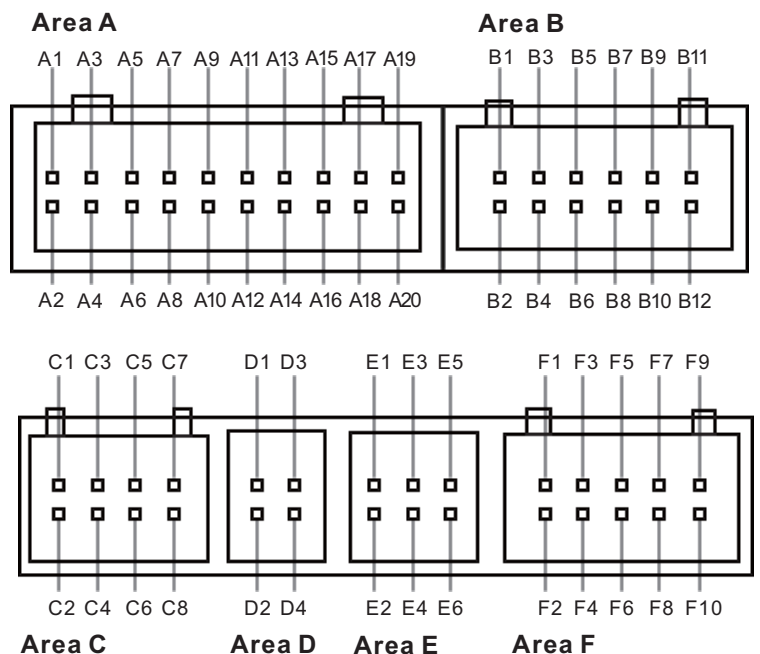 Area A Area B
A1 A3 A5 A7 A9 A11 A13 A15 A17 A19 B1 B3 B5 B7 B9 B11
A2 A4 A6 A8 A10 A12 A14 A16 A18 A20 B2 B4 B6 B8 B10 B12
C1 C3 C5 C7 D1 D3 E1 E3 E5 F1 F3 F5 F7 F9
C2 C4 C6 C8 D2 D4 E2 E4 E6 F2 F4 F6 F8 F10
Area C Area D Area E Area F